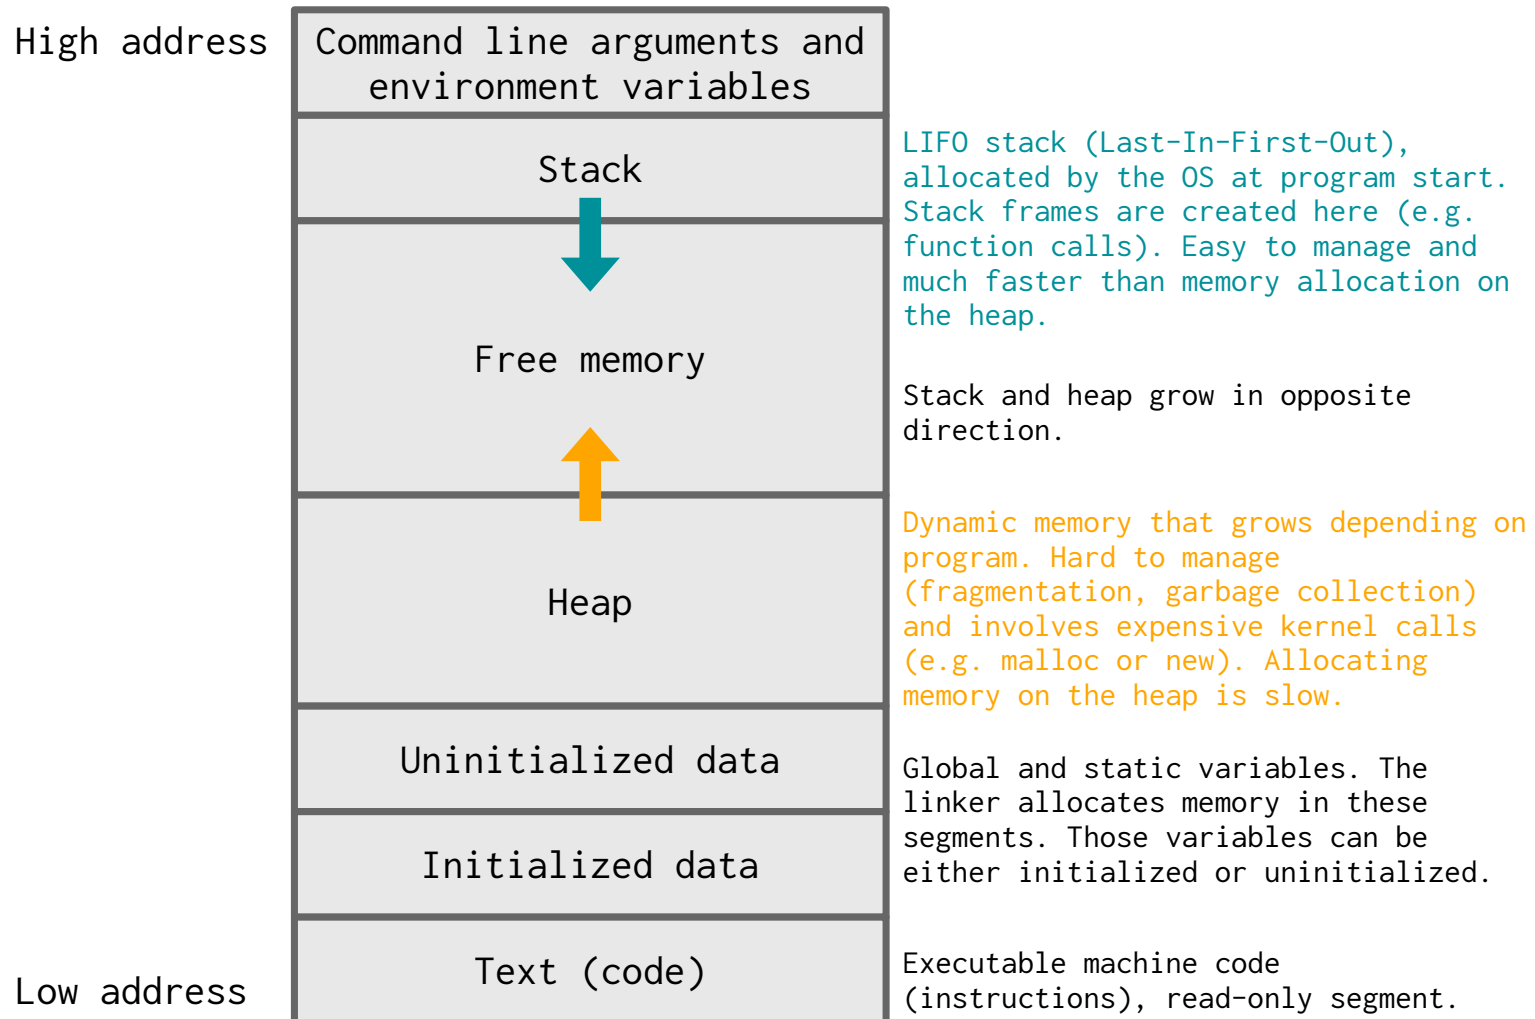 High address
Command line arguments and
environment variables
Stack
LIFO stack (Last-In-First-Out),
allocated by the OS at program start.
Stack frames are created here (e.g.
function calls). Easy to manage and
much faster than memory allocation on
the heap.
Free memory
Stack and heap grow in opposite
direction.
Heap
Dynamic memory that grows depending on
program. Hard to manage
(fragmentation, garbage collection)
and involves expensive kernel calls
(e.g. malloc or new). Allocating
memory on the heap is slow.
Uninitialized data
Initialized data
Global and static variables. The
linker allocates memory in these
segments. Those variables can be
either initialized or uninitialized.
Text (code)
Low address
Executable machine code
(instructions), read-only segment.